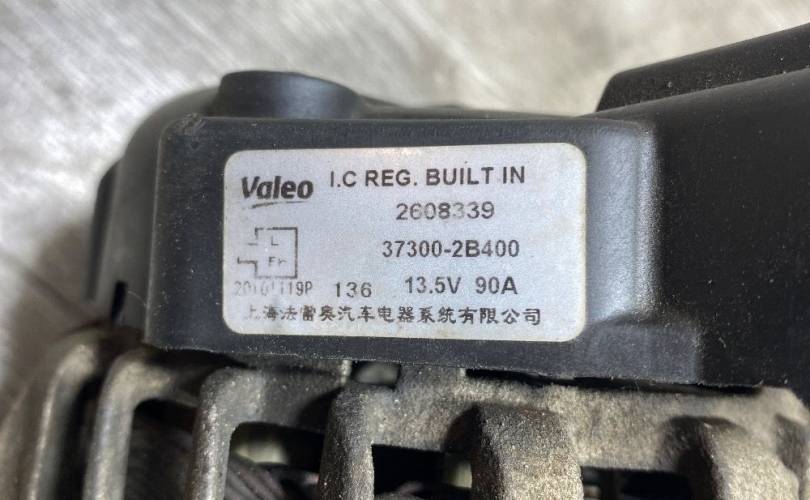 Valeo I.C REG. BUILT IN
2608339
37300-2B400
L
136 13.5V 90A
上海法雷奥汽车电器系统有限公司